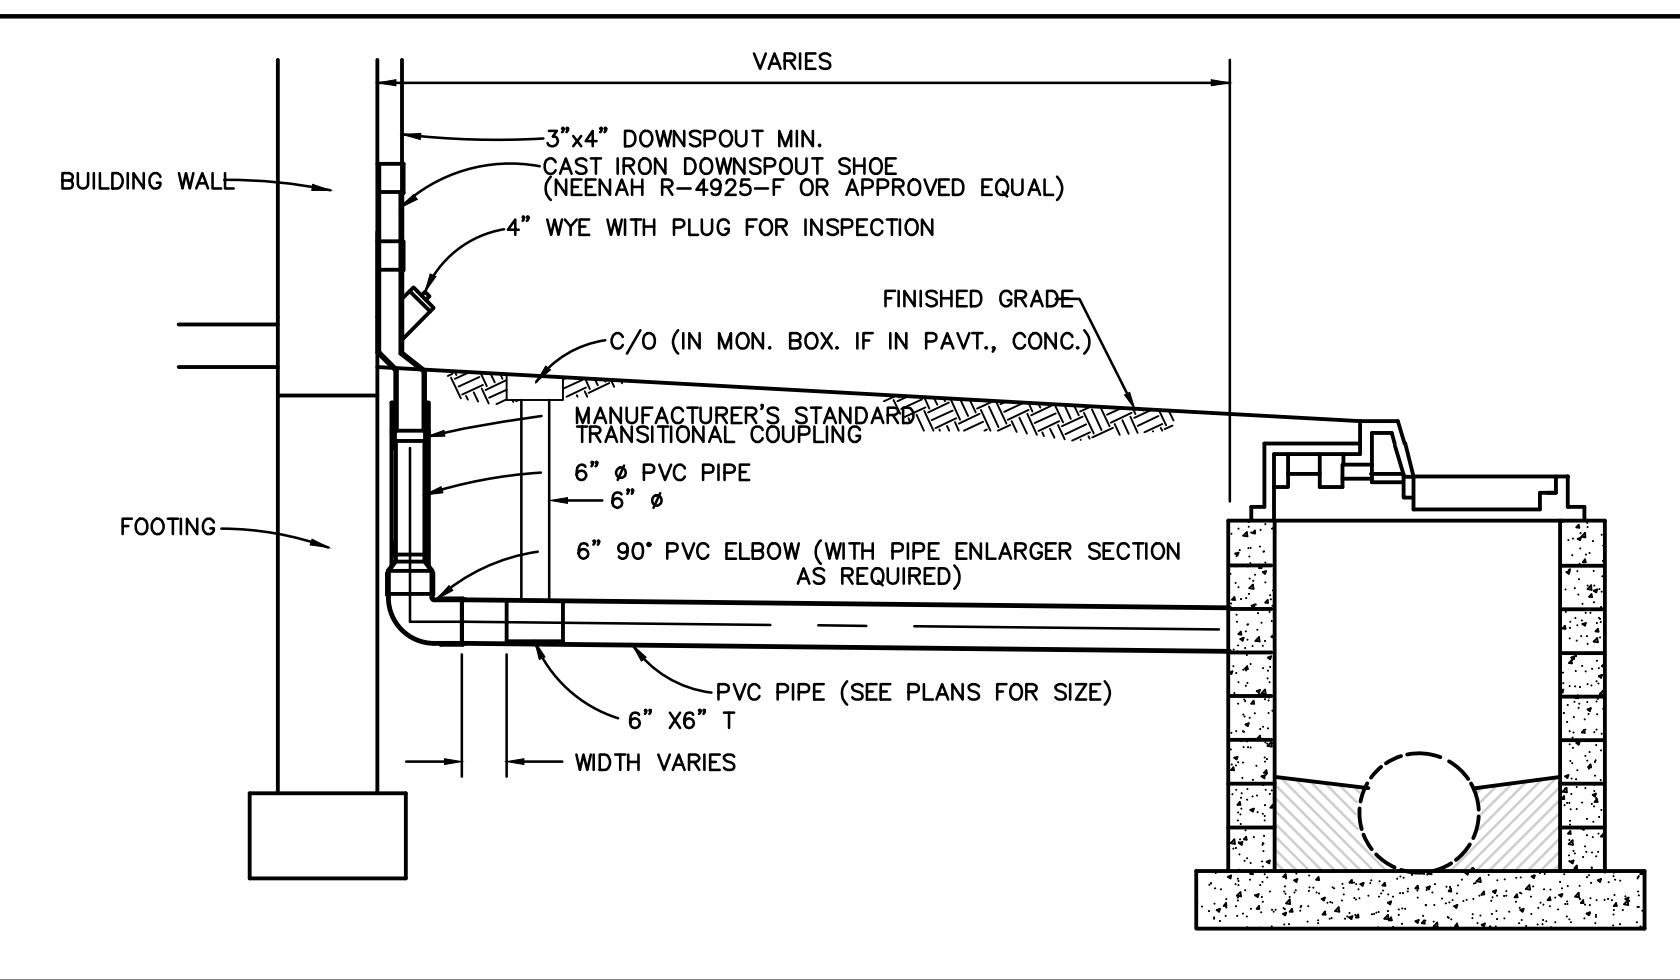 VARIES
3”x4” DOWNSPOUT MIN.
CAST IRON DOWNSPOUT SHOE
(NEENAH R-4925-F OR APPROVED EQUAL)
BUILDING WALL
4” WYE WITH PLUG FOR INSPECTION
FINISHED GRADE
C/O (IN MON. BOX. IF IN PAVT., CONC.)
MANUFACTURER'S STANDARD
TRANSITIONAL COUPLING
6” ø PVC PIPE
6” ø
FOOTING
6” 90° PVC ELBOW (WITH PIPE ENLARGER SECTION
AS REQUIRED)
PVC PIPE (SEE PLANS FOR SIZE)
6” X6” T
WIDTH VARIES